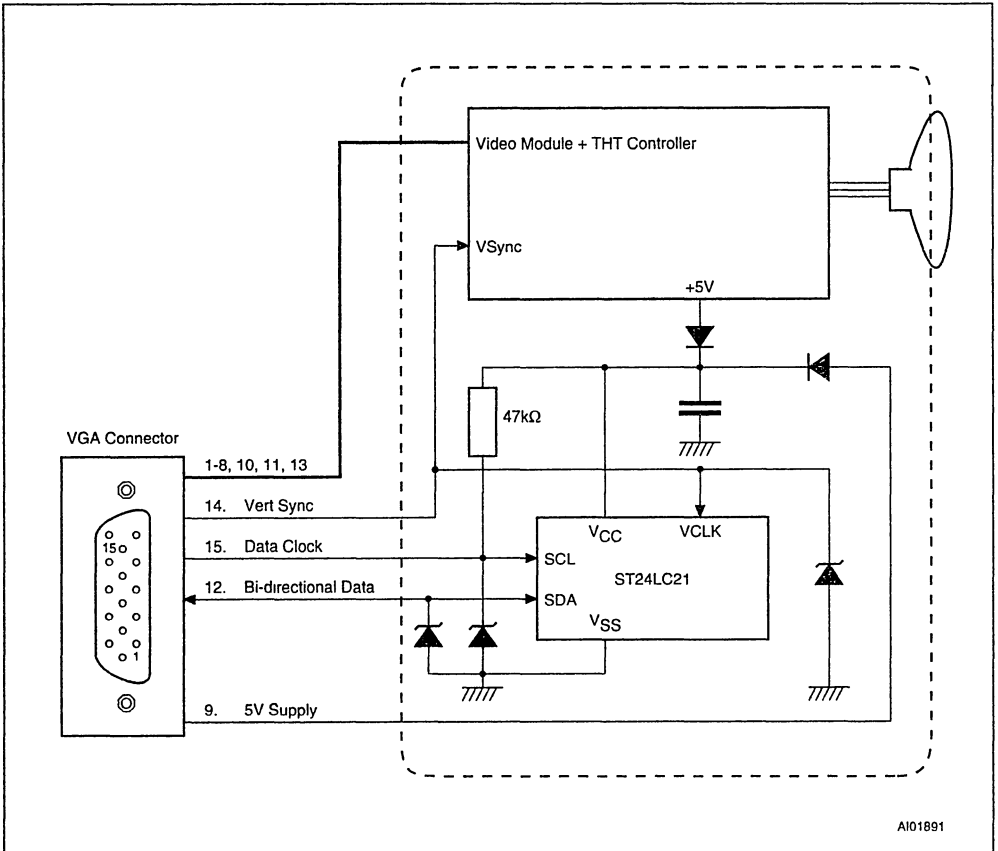 Video Module + THT Controller
VSync
+5V
47kΩ
VGA Connector
1-8, 10, 11, 13
14. Vert Sync
VCC
VCLK
15. Data Clock
SCL
ST24LC21
12. Bi-directional Data
SDA
VSS
15
1
9. 5V Supply
AI01891